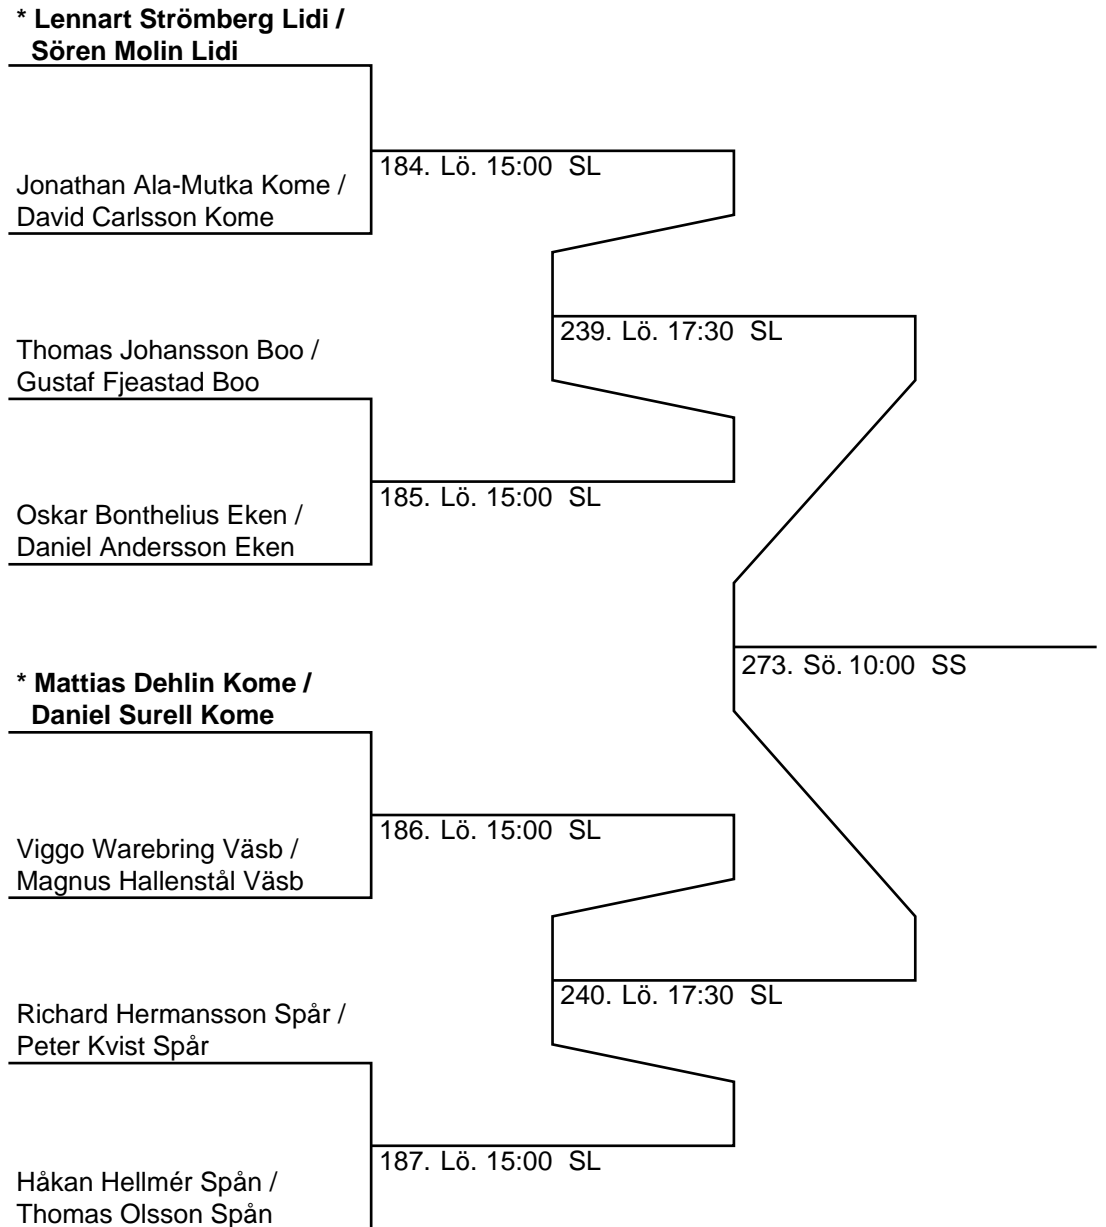 * Lennart Strömberg Lidi /
Sören Molin Lidi
184. Lö. 15:00 SL
Jonathan Ala-Mutka Kome /
David Carlsson Kome
239. Lö. 17:30 SL
Thomas Johansson Boo /
Gustaf Fjeastad Boo
185. Lö. 15:00 SL
Oskar Bonthelius Eken /
Daniel Andersson Eken
273. Sö. 10:00 SS
* Mattias Dehlin Kome /
Daniel Surell Kome
186. Lö. 15:00 SL
Viggo Warebring Väsb /
Magnus Hallenstål Väsb
240. Lö. 17:30 SL
Richard Hermansson Spår /
Peter Kvist Spår
187. Lö. 15:00 SL
Håkan Hellmér Spån /
Thomas Olsson Spån